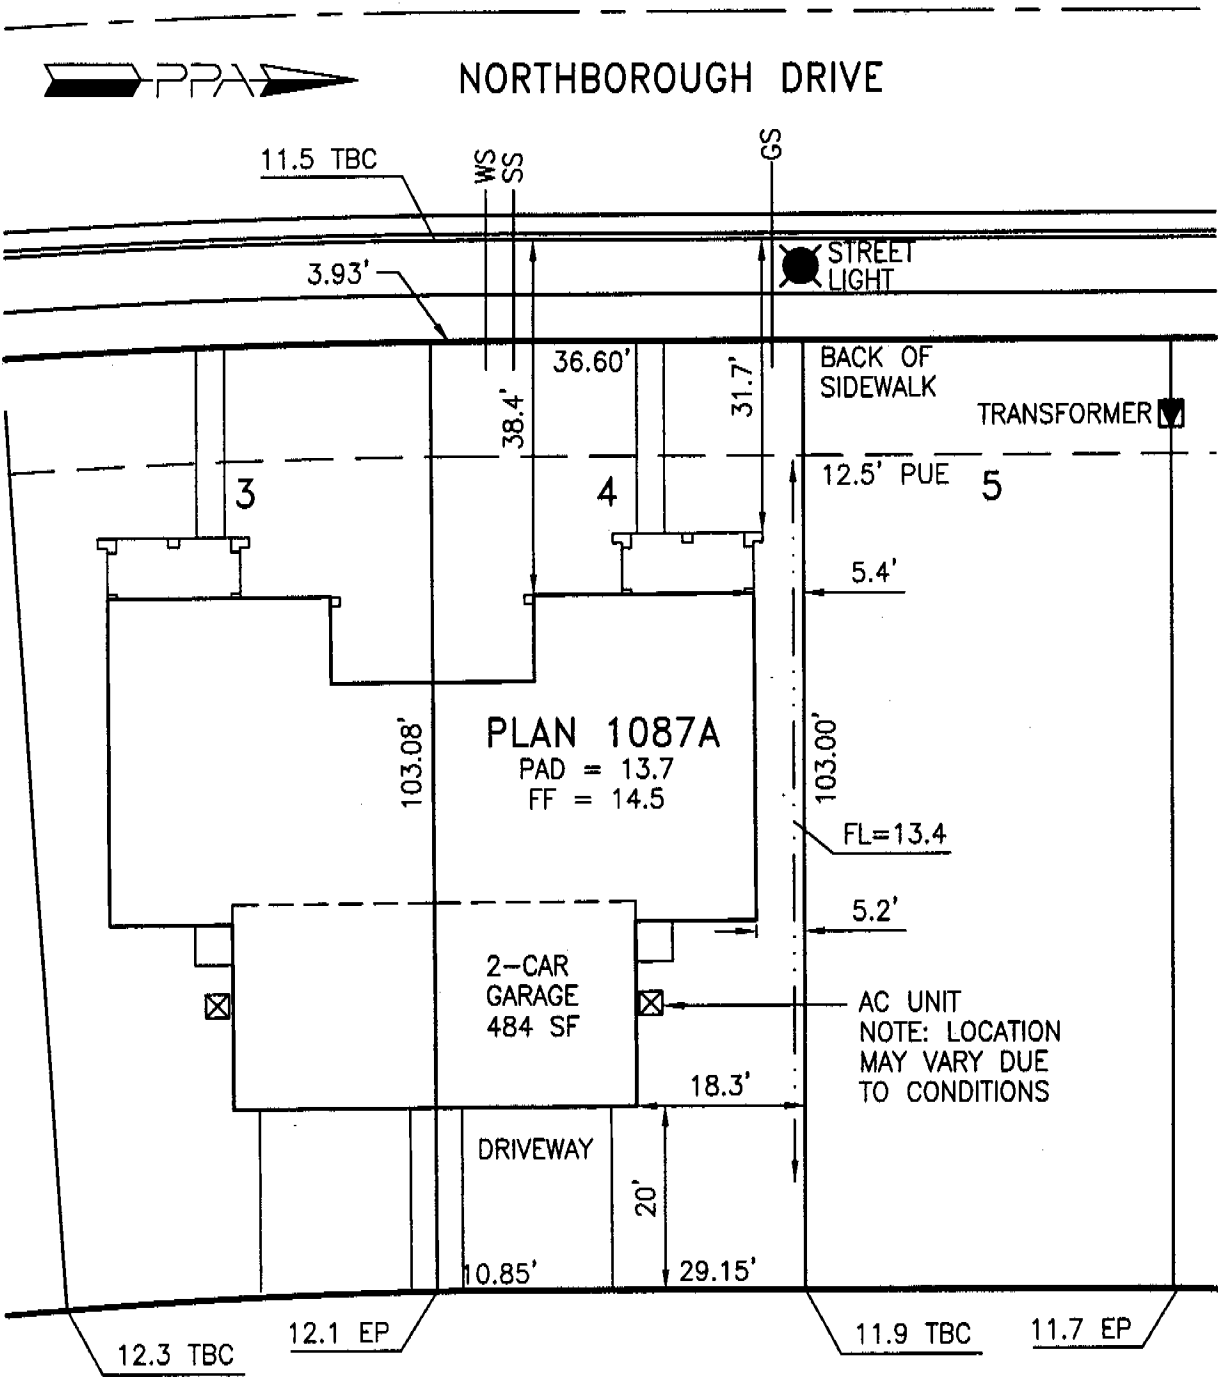 PPA
NORTHBOROUGH DRIVE
11.5 TBC
WS
SS
GS
STREET
LIGHT
3.93'
36.60'
38.4'
31.7'
BACK OF
SIDEWALK
TRANSFORMER
12.5' PUE
3
4
5
5.4'
103.08'
PLAN 1087A
PAD = 13.7
FF = 14.5
103.00'
FL=13.4
5.2'
2-CAR
GARAGE
484 SF
AC UNIT
NOTE: LOCATION
MAY VARY DUE
TO CONDITIONS
18.3'
DRIVEWAY
20'
10.85'
29.15'
12.3 TBC
12.1 EP
11.9 TBC
11.7 EP